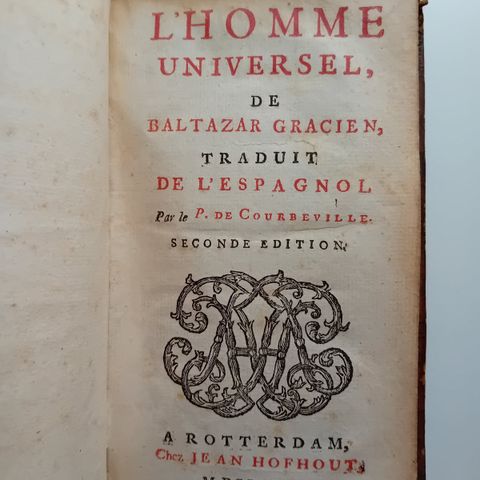 L'HOMME
UNIVERSEL,
DE
BALTAZAR GRACIEN,
TRADUIT
DE L'ESPAGNOL
Par le P. DE COURBEVILLE.
SECONDE EDITION.
A ROTTERDAM,
Chez JEAN HOFHOUT,